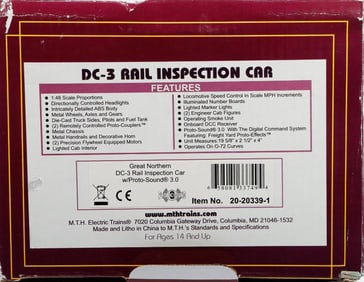 DC-3 RAIL INSPECTION CAR
FEATURES
• 1:48 Scale Proportions
• Directionally Controlled Headlights
• Intricately Detailed ABS Body
• Metal Wheels, Axles and Gears
• Die-Cast Truck Sides, Pilots and Fuel Tank
• (2) Remotely Controlled Proto-Couplers™
• Metal Chassis
• Metal Handrails and Decorative Horn
• (2) Precision Flywheel Equipped Motors
• Lighted Cab Interior
• Locomotive Speed Control In Scale MPH Increments
• Illuminated Number Boards
• Lighted Marker Lights
• (2) Engineer Cab Figures
• Operating Smoke Unit
• Onboard DCC Receiver
• Proto-Sound® 3.0 With The Digital Command System
Featuring: Freight Yard Proto-Effects™
• Unit Measures:19 5/8" x 2 1/2" x 4"
• Operates On O-72 Curves
Great Northern
DC-3 Rail Inspection Car
w/Proto-Sound® 3.0
CE
3
Item No. 20-20339-1
www.mthtrains.com
M.T.H. Electric Trains® 7020 Columbia Gateway Drive, Columbia, MD 21046-1532
Made and Litho in China to M.T.H.'s Standards and Specifications
For Ages 14 And Up